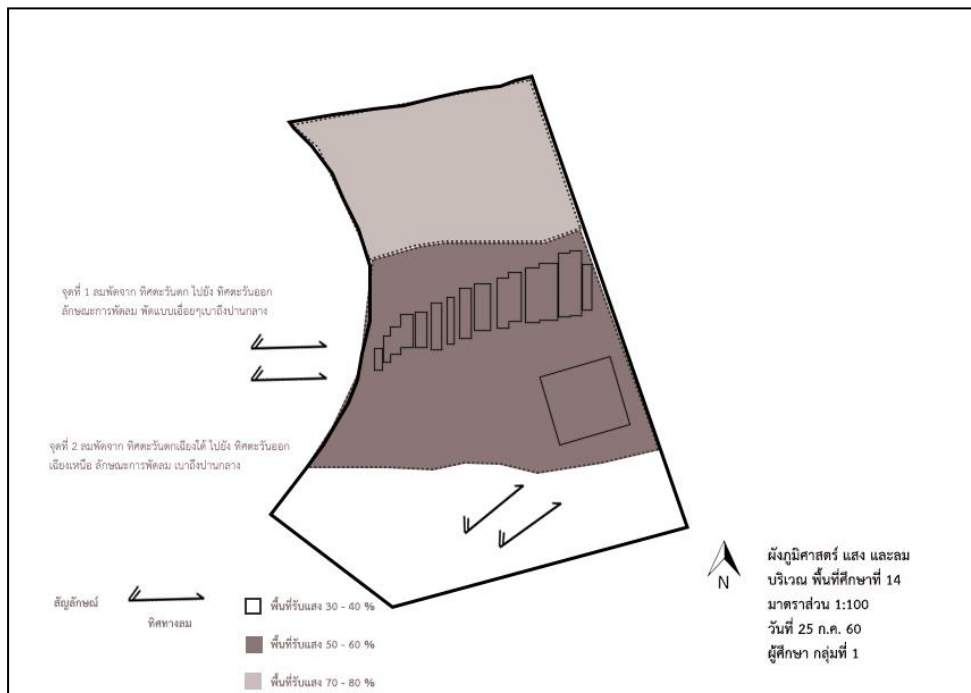 จุดที่ 1 ลมพัดจาก ทิศตะวันตก ไปยัง ทิศตะวันออก
ลักษณะการพัดลม พัดแบบเอื่อยๆเบาถึงปานกลาง
จุดที่ 2 ลมพัดจาก ทิศตะวันตกเฉียงใต้ ไปยัง ทิศตะวันออก
เฉียงเหนือ ลักษณะการพัดลม เบาถึงปานกลาง
สัญลักษณ์
ทิศทางลม
พื้นที่รับแสง 30 - 40 %
พื้นที่รับแสง 50 - 60 %
พื้นที่รับแสง 70 - 80 %
N
ผังภูมิศาสตร์ แสง และลม
บริเวณ พื้นที่ศึกษาที่ 14
มาตราส่วน 1:100
วันที่ 25 ก.ค. 60
ผู้ศึกษา กลุ่มที่ 1